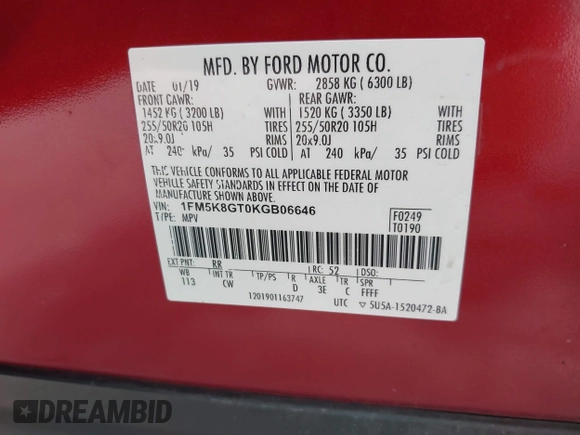 MFD. BY FORD MOTOR CO.
DATE 01/19 GVWR: 2858 KG ( 6300 LB)
FRONT GAWR: REAR GAWR:
1452 KG ( 3200 LB) WITH 1520 KG ( 3350 LB) WITH
255/50R20 105H TIRES 255/50R20 105H TIRES
20x9.0J RIMS 20x9.0J RIMS
AT 240 kPa/ 35 PSI COLD AT 240 kPa/ 35 PSI COLD
THIS VEHICLE CONFORMS TO ALL APPLICABLE FEDERAL MOTOR
VEHICLE SAFETY STANDARDS IN EFFECT ON THE DATE OF
MANUFACTURE SHOWN ABOVE.
VIN: 1FM5K8GT0KGB06646
TYPE: MPV
F0249
T0190
EXT PNT: RR RC: 52 DSO:
WB INT TR TP/PS R AXLE TR S
113 CW D 3E C FFFF
1201901163747 UTC ▽ 5U5A-1520472-BA
DREAMBID